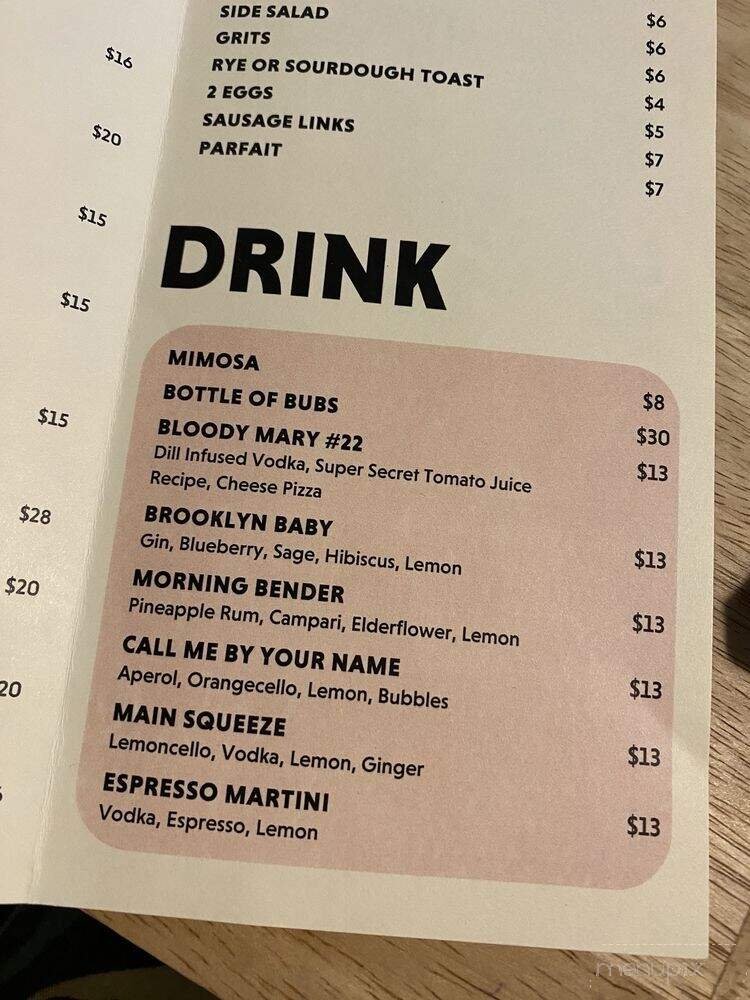 $16
$20
$15
$15
$15
$28
$20
20
$6
SIDE SALAD $6
GRITS $6
RYE OR SOURDOUGH TOAST $4
2 EGGS $5
SAUSAGE LINKS $7
PARFAIT $7
DRINK
MIMOSA $8
BOTTLE OF BUBS $30
BLOODY MARY #22 $13
Dill Infused Vodka, Super Secret Tomato Juice
Recipe, Cheese Pizza
BROOKLYN BABY $13
Gin, Blueberry, Sage, Hibiscus, Lemon
MORNING BENDER $13
Pineapple Rum, Campari, Elderflower, Lemon
CALL ME BY YOUR NAME $13
Aperol, Orangecello, Lemon, Bubbles
MAIN SQUEEZE $13
Lemoncello, Vodka, Lemon, Ginger
ESPRESSO MARTINI $13
Vodka, Espresso, Lemon
menupix